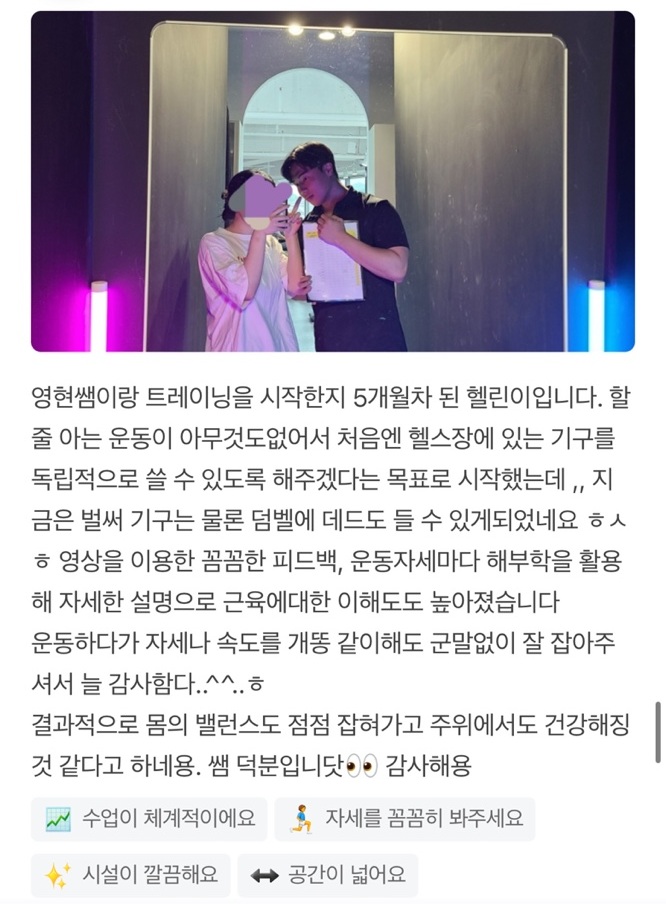 영현쌤이랑 트레이닝을 시작한지 5개월차 된 헬린이입니다. 할
줄 아는 운동이 아무것도없어서 처음엔 헬스장에 있는 기구를
독립적으로 쓸 수 있도록 해주겠다는 목표로 시작했는데 ,, 지
금은 벌써 기구는 물론 덤벨에 데드도 들 수 있게되었네요 ㅎㅅ
ㅎ 영상을 이용한 꼼꼼한 피드백, 운동자세마다 해부학을 활용
해 자세한 설명으로 근육에대한 이해도도 높아졌습니다
운동하다가 자세나 속도를 개똥 같이해도 군말없이 잘 잡아주
셔서 늘 감사함다..^^..ㅎ
결과적으로 몸의 밸런스도 점점 잡혀가고 주위에서도 건강해징
것 같다고 하네용. 쌤 덕분입니닷👀 감사해용
📈 수업이 체계적이에요
자세를 꼼꼼히 봐주세요
✨ 시설이 깔끔해요
↔ 공간이 넓어요